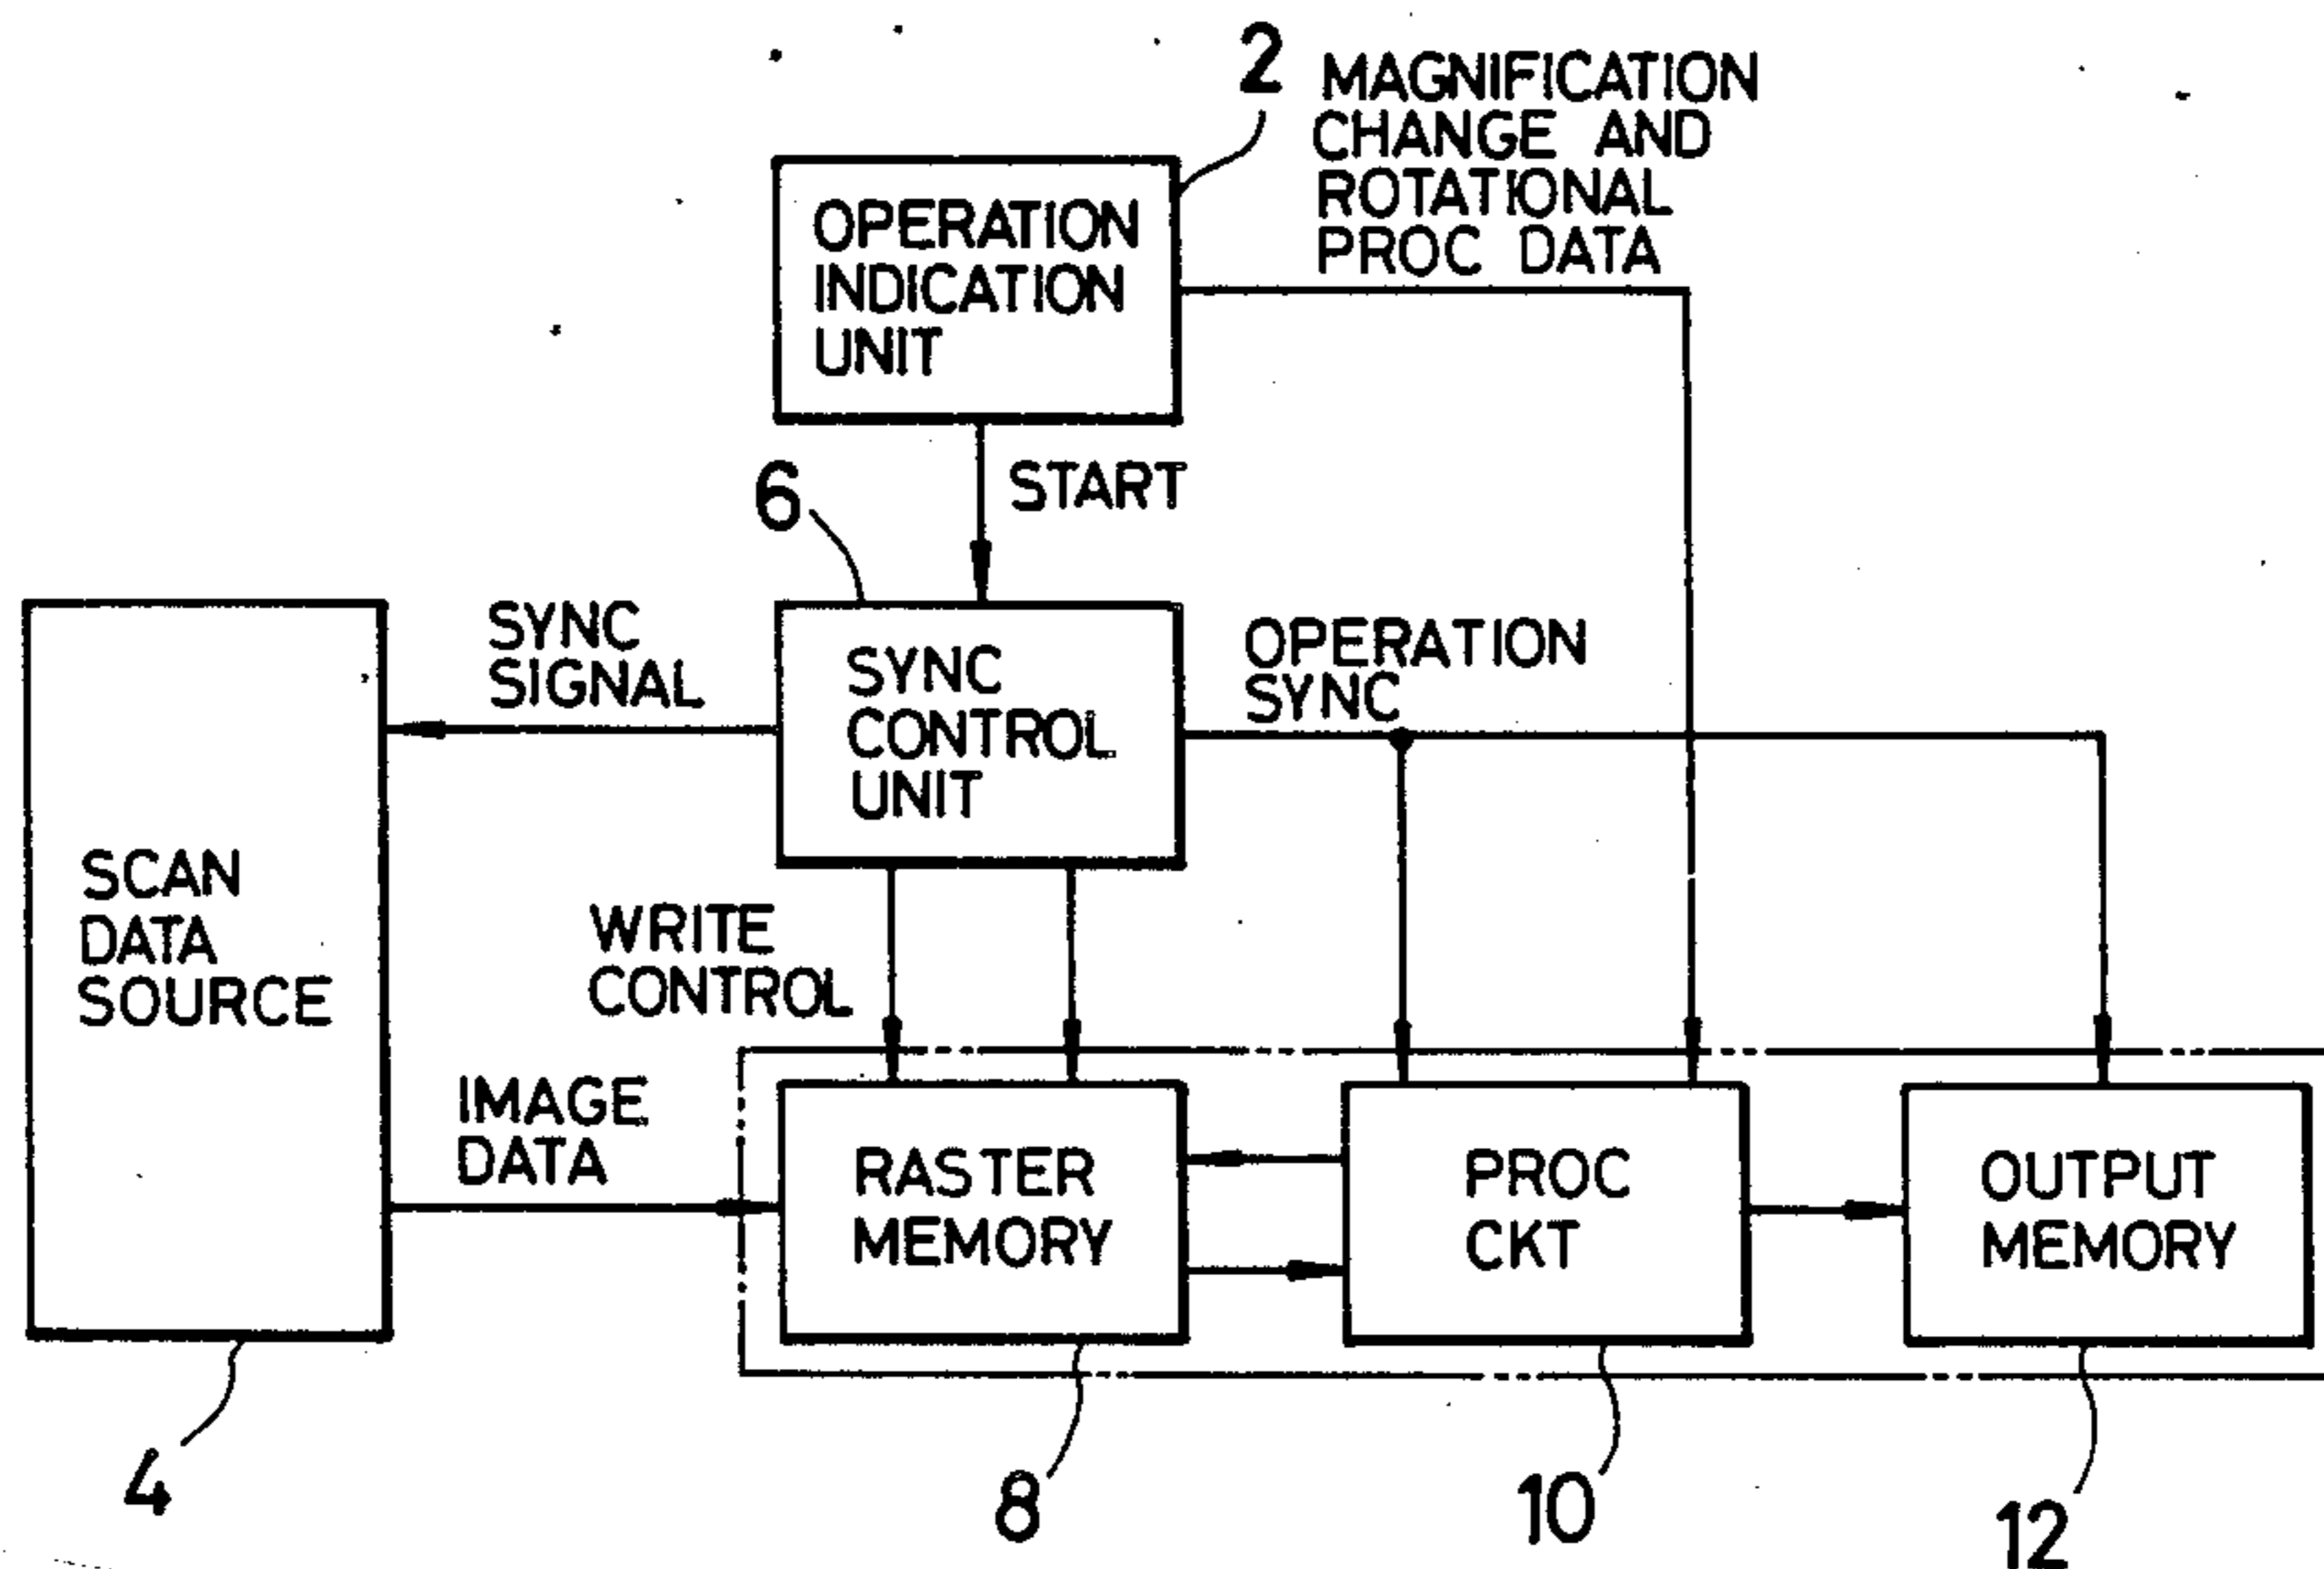 2
MAGNIFICATION
CHANGE AND
ROTATIONAL
PROC DATA
OPERATION
INDICATION
UNIT
START
6
SYNC
SIGNAL
SYNC
CONTROL
UNIT
OPERATION
SYNC
SCAN
DATA
SOURCE
WRITE
CONTROL
IMAGE
DATA
RASTER
MEMORY
PROC
CKT
OUTPUT
MEMORY
4
8
10
12